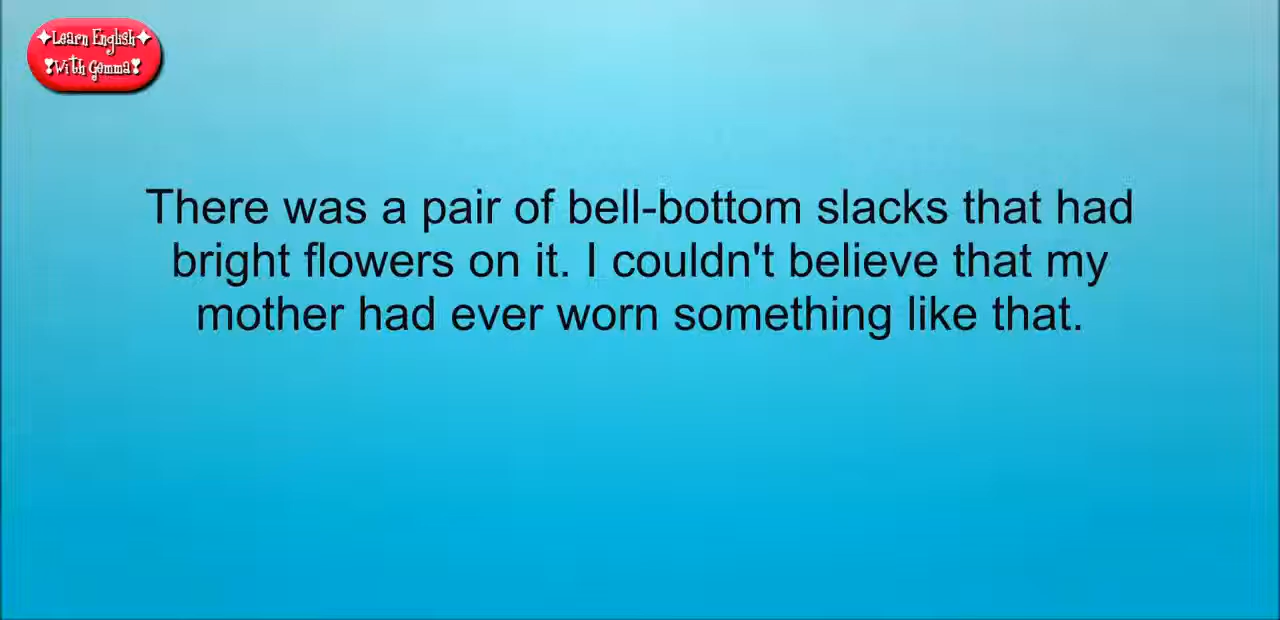 ✦Learn English✦
❣With Gemma❣
There was a pair of bell-bottom slacks that had
bright flowers on it. I couldn't believe that my
mother had ever worn something like that.